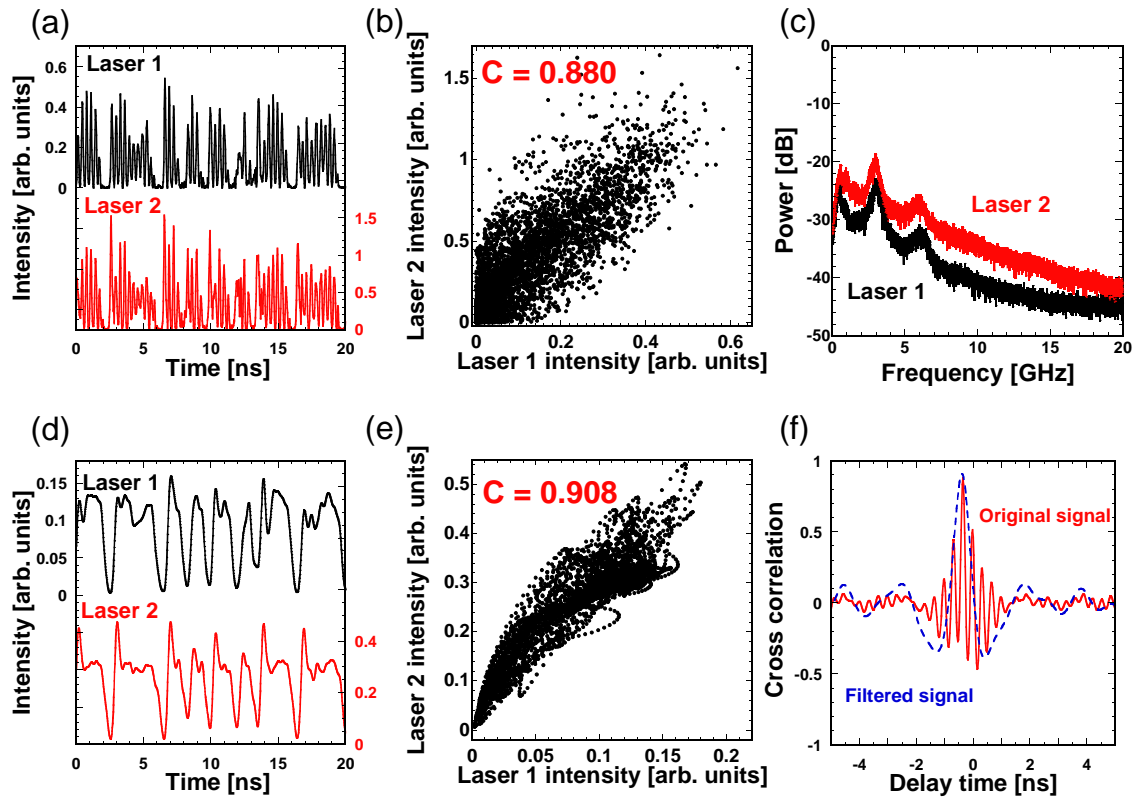 (a)
Intensity [arb. units]
0.6
0.4
0.2
0
Laser 1
Laser 2
1.5
1
0.5
0
0 5 10 15 20
Time [ns]
(b)
Laser 2 intensity [arb. units]
1.5
1
0.5
0
C = 0.880
0 0.2 0.4 0.6
Laser 1 intensity [arb. units]
(c)
Power [dB]
0
-10
-20
-30
-40
-50
Laser 2
Laser 1
0 5 10 15 20
Frequency [GHz]
(d)
Intensity [arb. units]
0.15
0.1
0.05
0
Laser 1
Laser 2
0.4
0.2
0
0 5 10 15 20
Time [ns]
(e)
Laser 2 intensity [arb. units]
0.5
0.4
0.3
0.2
0.1
0
C = 0.908
0 0.05 0.1 0.15 0.2
Laser 1 intensity [arb. units]
(f)
Cross correlation
1
0.5
0
-0.5
-1
Original signal
Filtered signal
-4 -2 0 2 4
Delay time [ns]